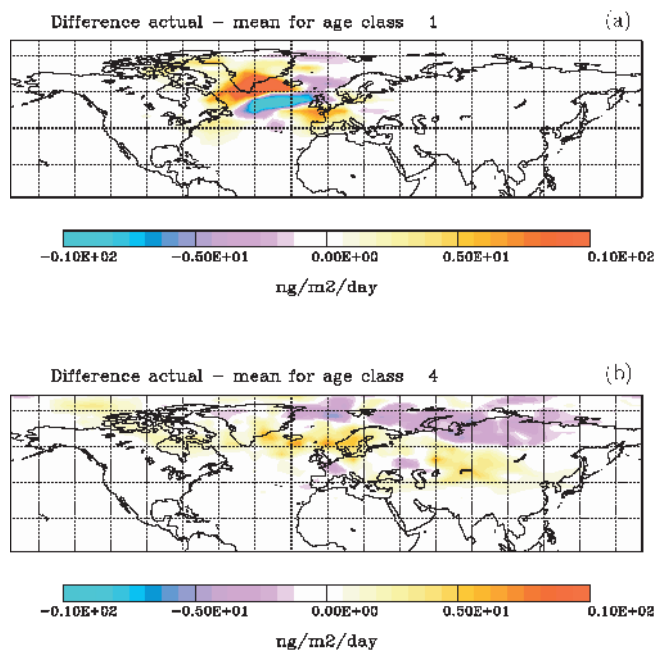 Difference actual - mean for age class 1 (a)
-0.10E+02 -0.50E+01 0.00E+00 0.50E+01 0.10E+02
ng/m2/day
Difference actual - mean for age class 4 (b)
-0.10E+02 -0.50E+01 0.00E+00 0.50E+01 0.10E+02
ng/m2/day